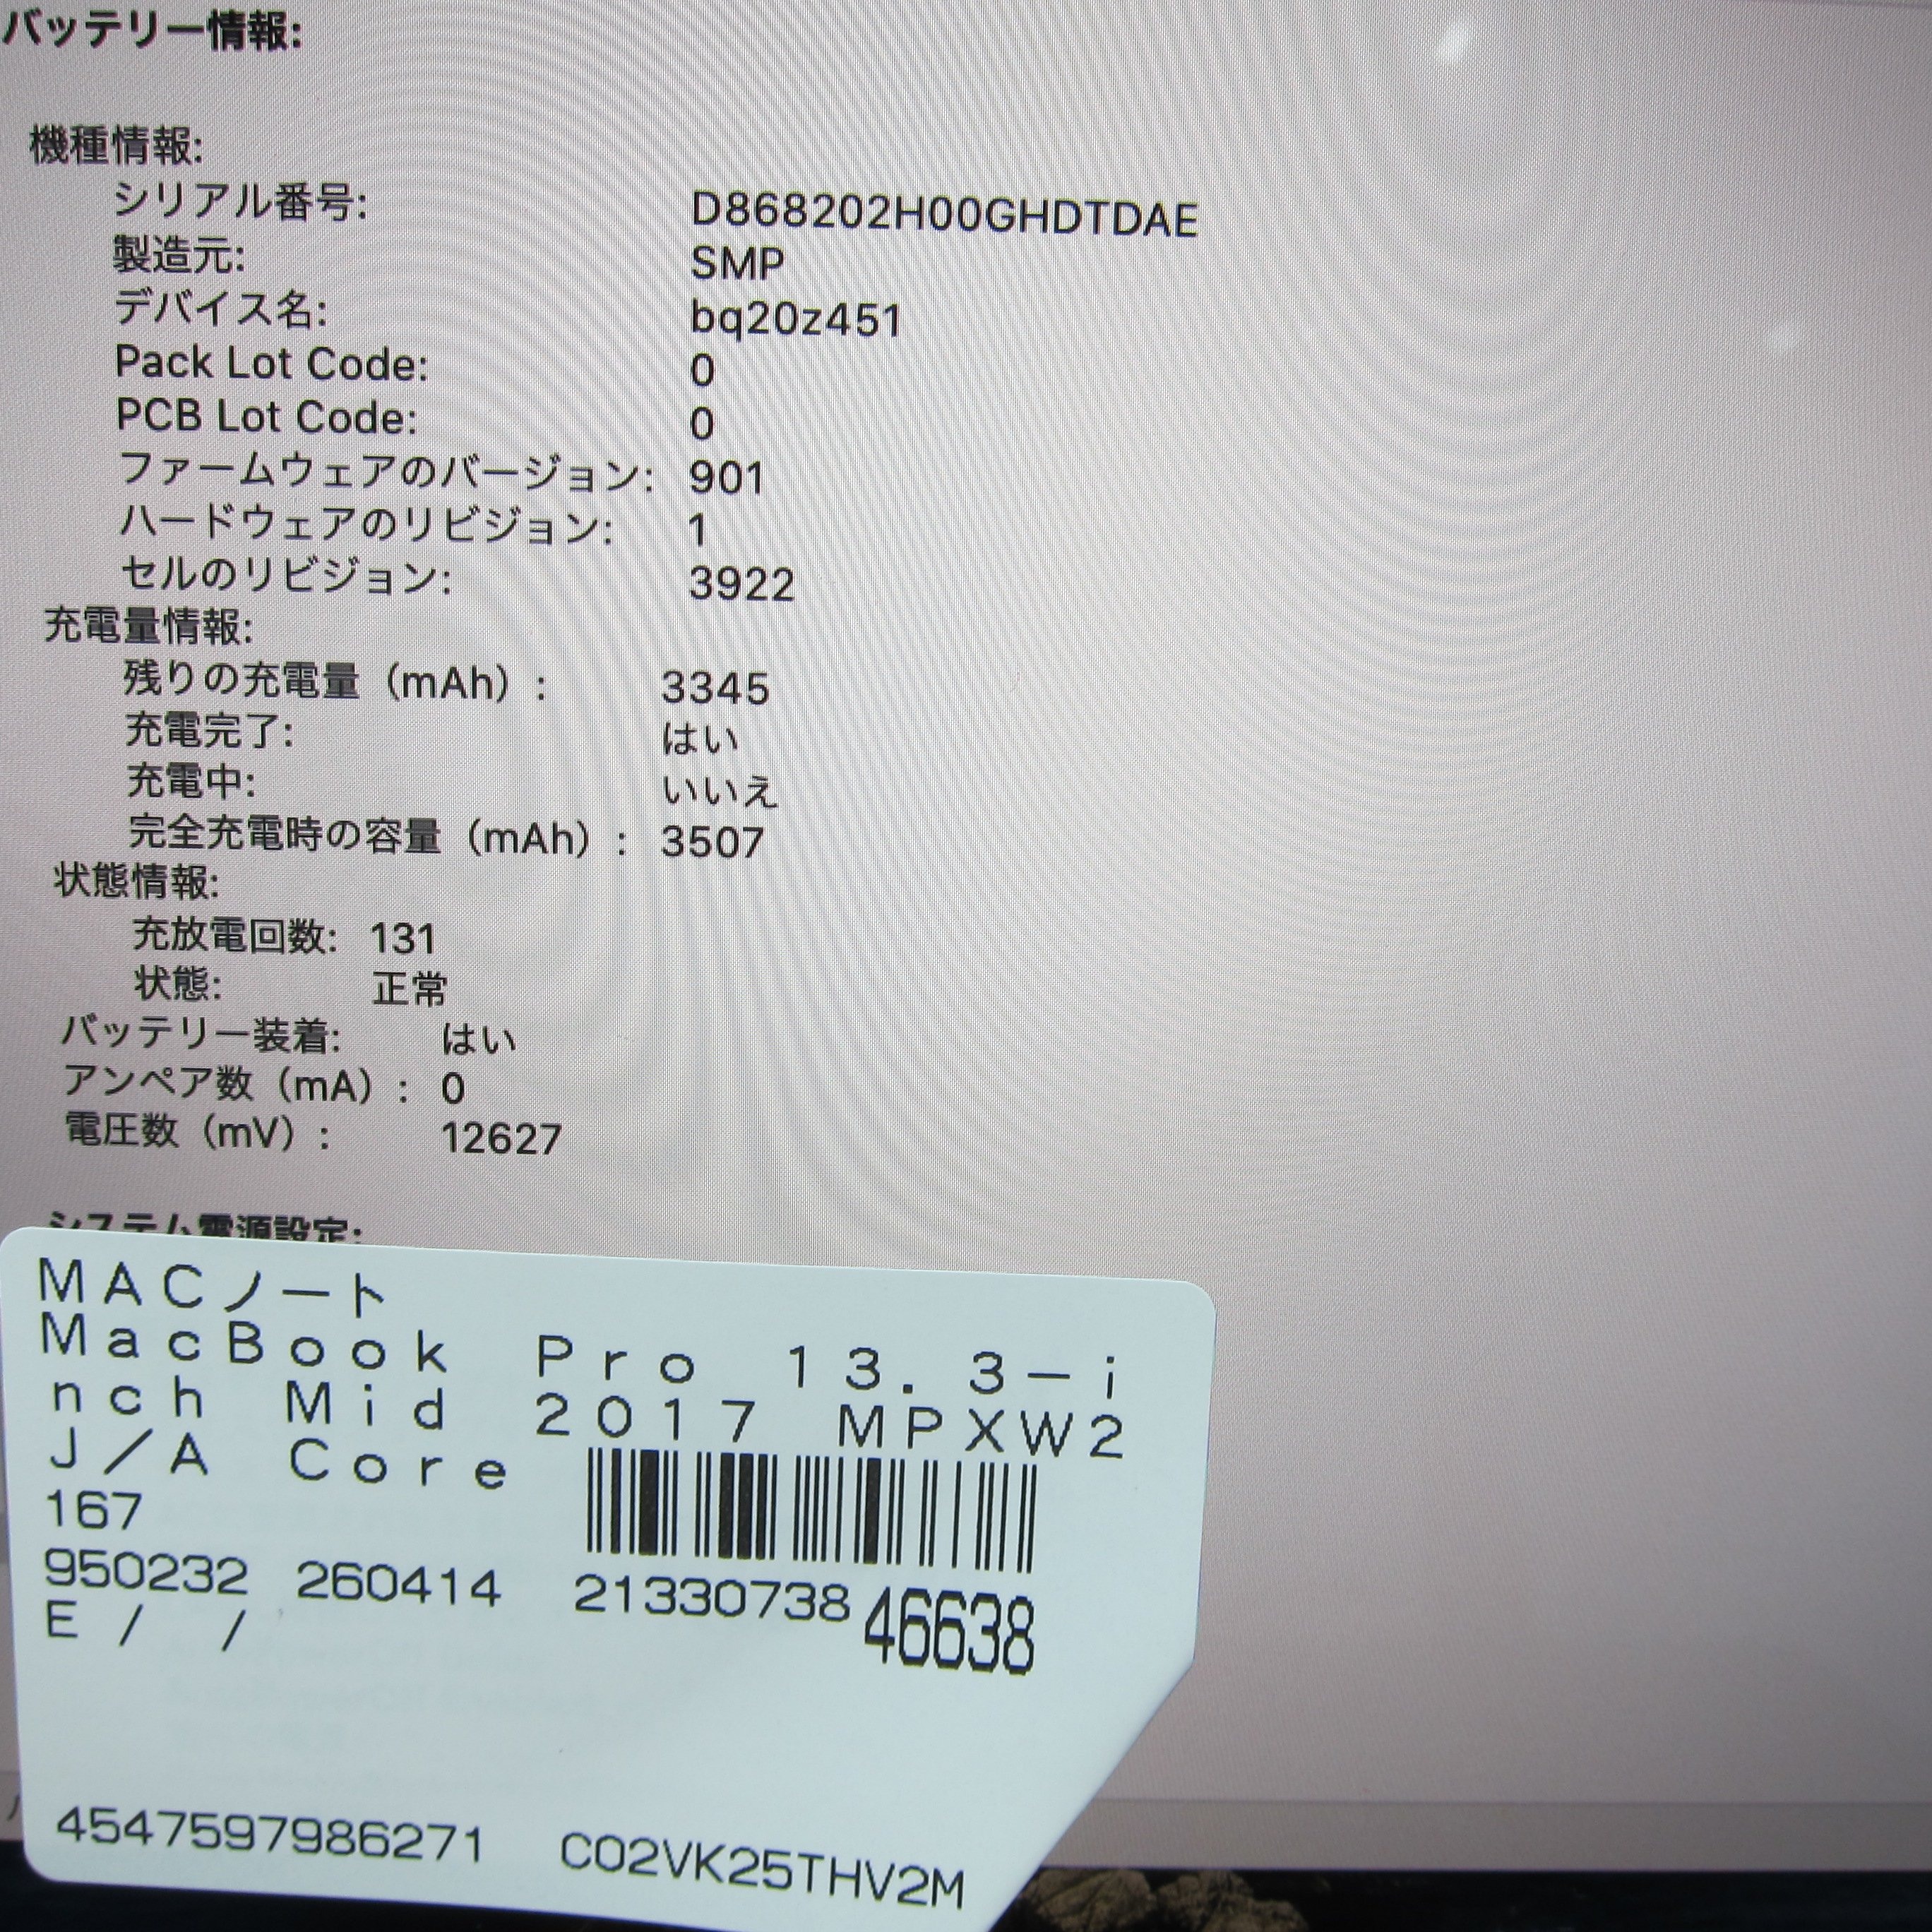 バッテリー情報:
機種情報:
シリアル番号: D868202H00GHDTDAE
製造元: SMP
デバイス名: bq20z451
Pack Lot Code: 0
PCB Lot Code: 0
ファームウェアのバージョン: 901
ハードウェアのリビジョン: 1
セルのリビジョン: 3922
充電量情報:
残りの充電量（mAh）: 3345
充電完了: はい
充電中: いいえ
完全充電時の容量（mAh）: 3507
状態情報:
充放電回数: 131
状態: 正常
バッテリー装着: はい
アンペア数（mA）: 0
電圧数（mV）: 12627
システム電源設定:
MACノート
MacBook Pro 13.3-i
nch Mid 2017 MPXW2
J/A Core
167
950232 260414 21330738 46638
E / /
4547597986271 C02VK25THV2M